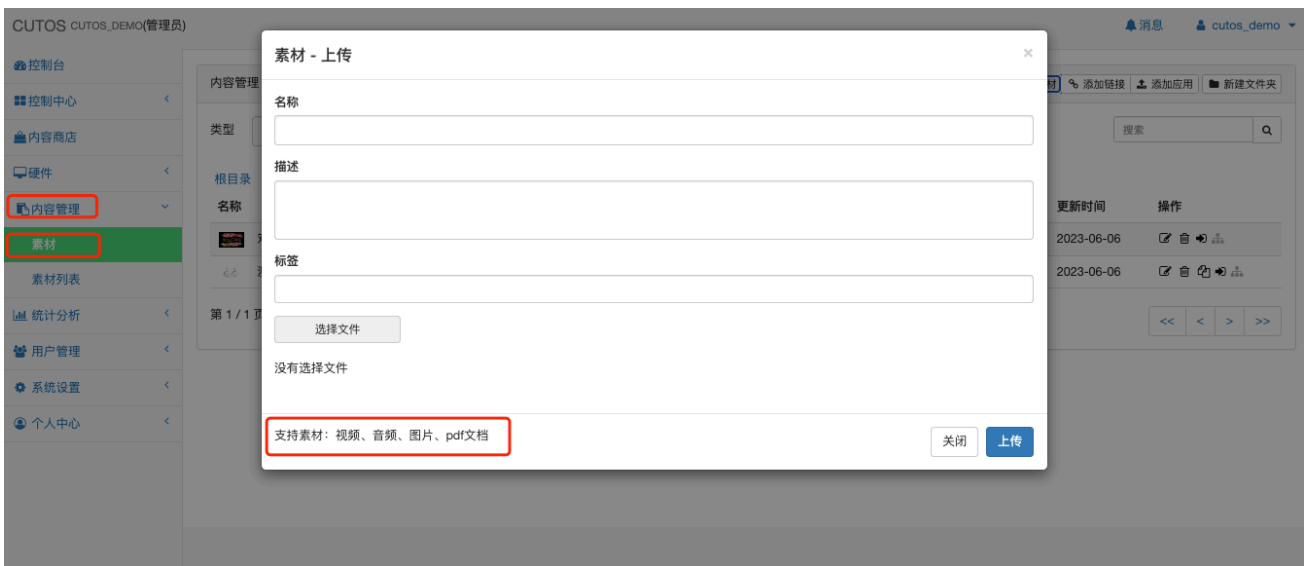 CUTOS CUTOS_DEMO(管理员)
消息
cutos_demo
控制台
控制中心
内容商店
硬件
内容管理
素材
素材列表
统计分析
用户管理
系统设置
个人中心
内容管理
材
添加链接
添加应用
新建文件夹
类型
搜索
根目录
名称
更新时间
操作
2023-06-06
2023-06-06
第 1 / 1 页
<<
<
>
>>
素材 - 上传
×
名称
描述
标签
选择文件
没有选择文件
支持素材：视频、音频、图片、pdf文档
关闭
上传